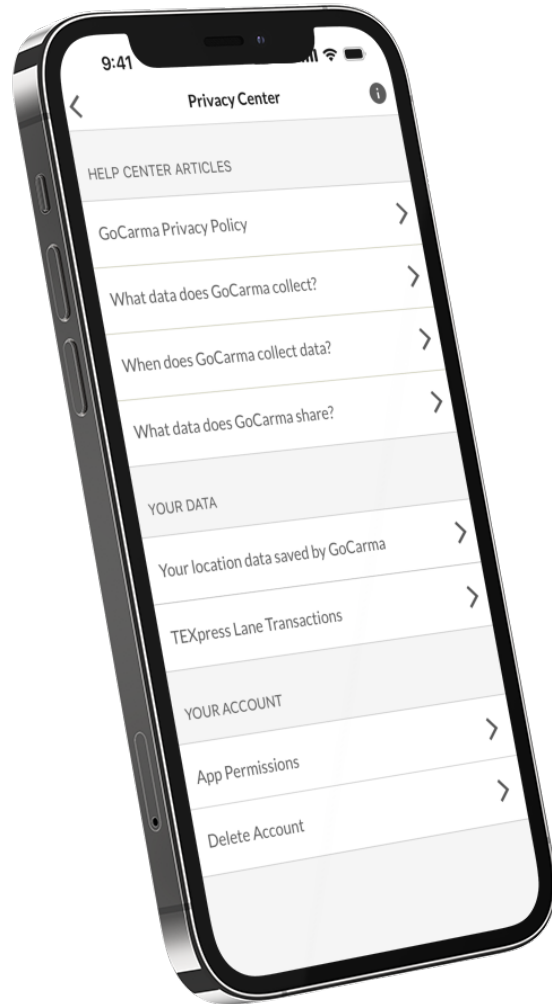 9:41
Privacy Center
HELP CENTER ARTICLES
GoCarma Privacy Policy
What data does GoCarma collect?
When does GoCarma collect data?
What data does GoCarma share?
YOUR DATA
Your location data saved by GoCarma
TEXpress Lane Transactions
YOUR ACCOUNT
App Permissions
Delete Account